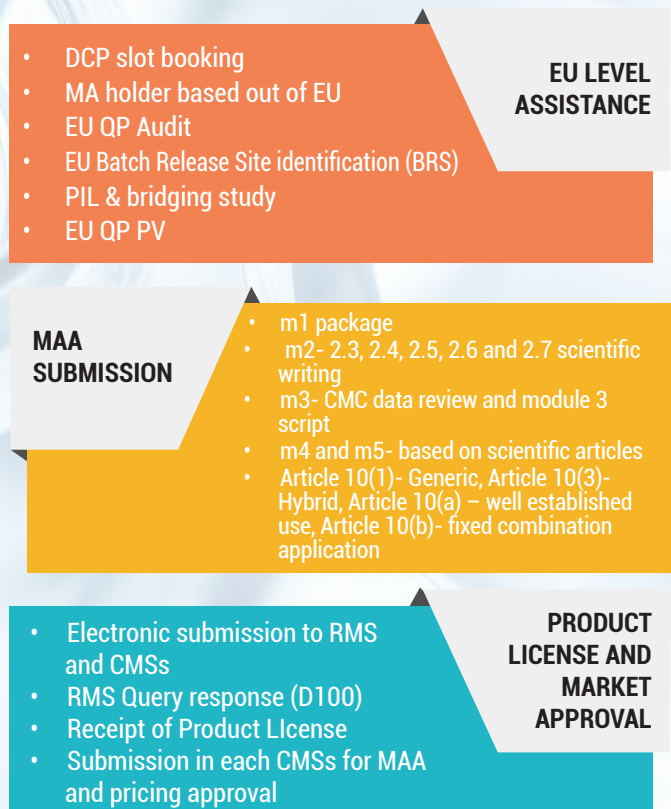 • DCP slot booking
• MA holder based out of EU
• EU QP Audit
• EU Batch Release Site identification (BRS)
• PIL & bridging study
• EU QP PV
EU LEVEL
ASSISTANCE
MAA
SUBMISSION
• m1 package
• m2- 2.3, 2.4, 2.5, 2.6 and 2.7 scientific
writing
• m3- CMC data review and module 3
script
• m4 and m5- based on scientific articles
• Article 10(1)- Generic, Article 10(3)-
Hybrid, Article 10(a) – well established
use, Article 10(b)- fixed combination
application
• Electronic submission to RMS
and CMSs
• RMS Query response (D100)
• Receipt of Product LIcense
• Submission in each CMSs for MAA
and pricing approval
PRODUCT
LICENSE AND
MARKET
APPROVAL